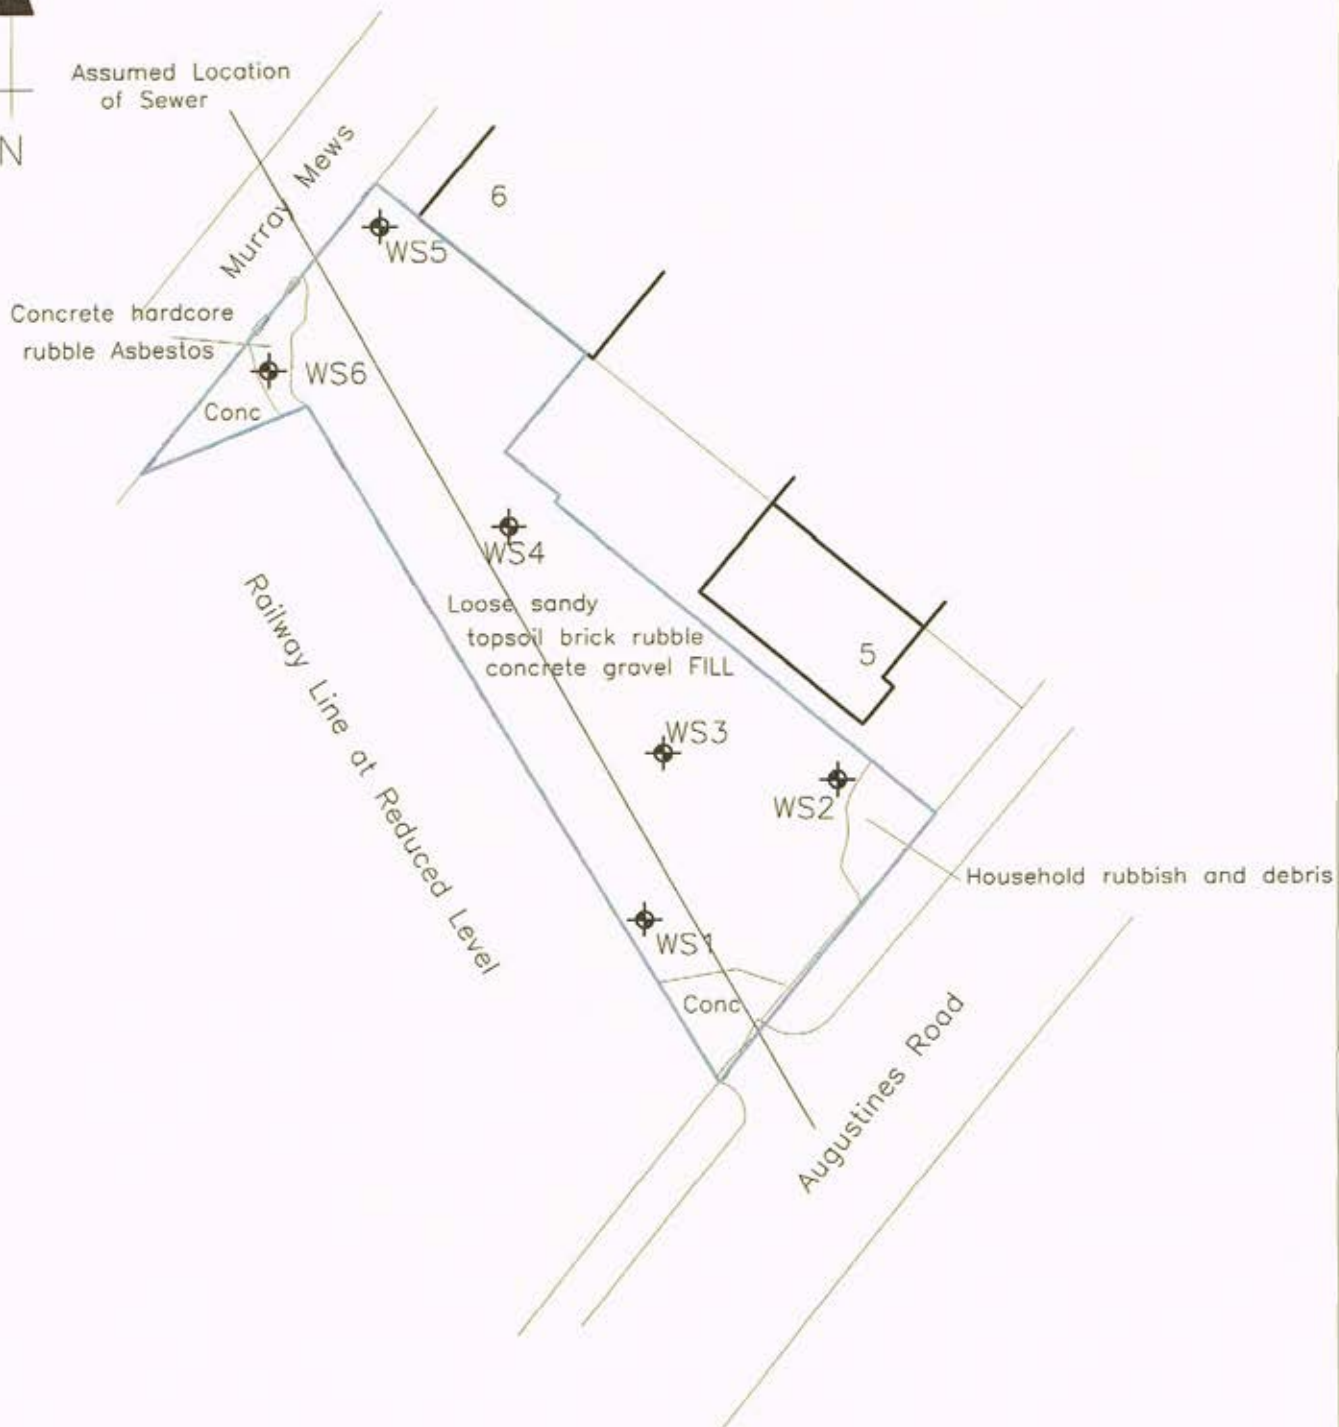 Assumed Location
of Sewer
N
Murray Mews
6
WS5
Concrete hardcore
rubble Asbestos
WS6
Conc
WS4
Loose sandy
topsoil brick rubble
concrete gravel FILL
5
Railway Line at Reduced Level
WS3
WS2
Household rubbish and debris
WS1
Conc
Augustines Road